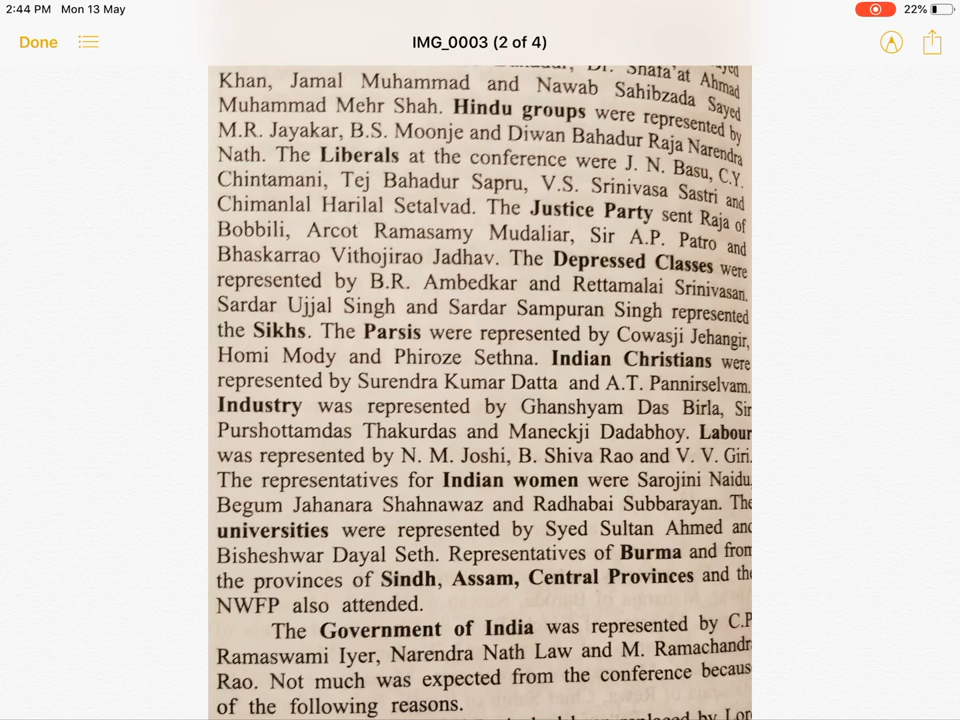 2:44 PM Mon 13 May
22%
Done
IMG_0003 (2 of 4)
Dr. Shafa'at Ahmad
Khan, Jamal Muhammad and Nawab Sahibzada Sayed
Muhammad Mehr Shah. Hindu groups were represented by
M.R. Jayakar, B.S. Moonje and Diwan Bahadur Raja Narendra
Nath. The Liberals at the conference were J. N. Basu, C.Y.
Chintamani, Tej Bahadur Sapru, V.S. Srinivasa Sastri and
Chimanlal Harilal Setalvad. The Justice Party sent Raja of
Bobbili, Arcot Ramasamy Mudaliar, Sir A.P. Patro and
Bhaskarrao Vithojirao Jadhav. The Depressed Classes were
represented by B.R. Ambedkar and Rettamalai Srinivasan.
Sardar Ujjal Singh and Sardar Sampuran Singh represented
the Sikhs. The Parsis were represented by Cowasji Jehangir,
Homi Mody and Phiroze Sethna. Indian Christians were
represented by Surendra Kumar Datta and A.T. Pannirselvam.
Industry was represented by Ghanshyam Das Birla, Sir
Purshottamdas Thakurdas and Maneckji Dadabhoy. Labour
was represented by N. M. Joshi, B. Shiva Rao and V. V. Giri.
The representatives for Indian women were Sarojini Naidu,
Begum Jahanara Shahnawaz and Radhabai Subbarayan. The
universities were represented by Syed Sultan Ahmed and
Bisheshwar Dayal Seth. Representatives of Burma and from
the provinces of Sindh, Assam, Central Provinces and the
NWFP also attended.
The Government of India was represented by C.P
Ramaswami Iyer, Narendra Nath Law and M. Ramachandr
Rao. Not much was expected from the conference becaus
of the following reasons.
replaced by Lor